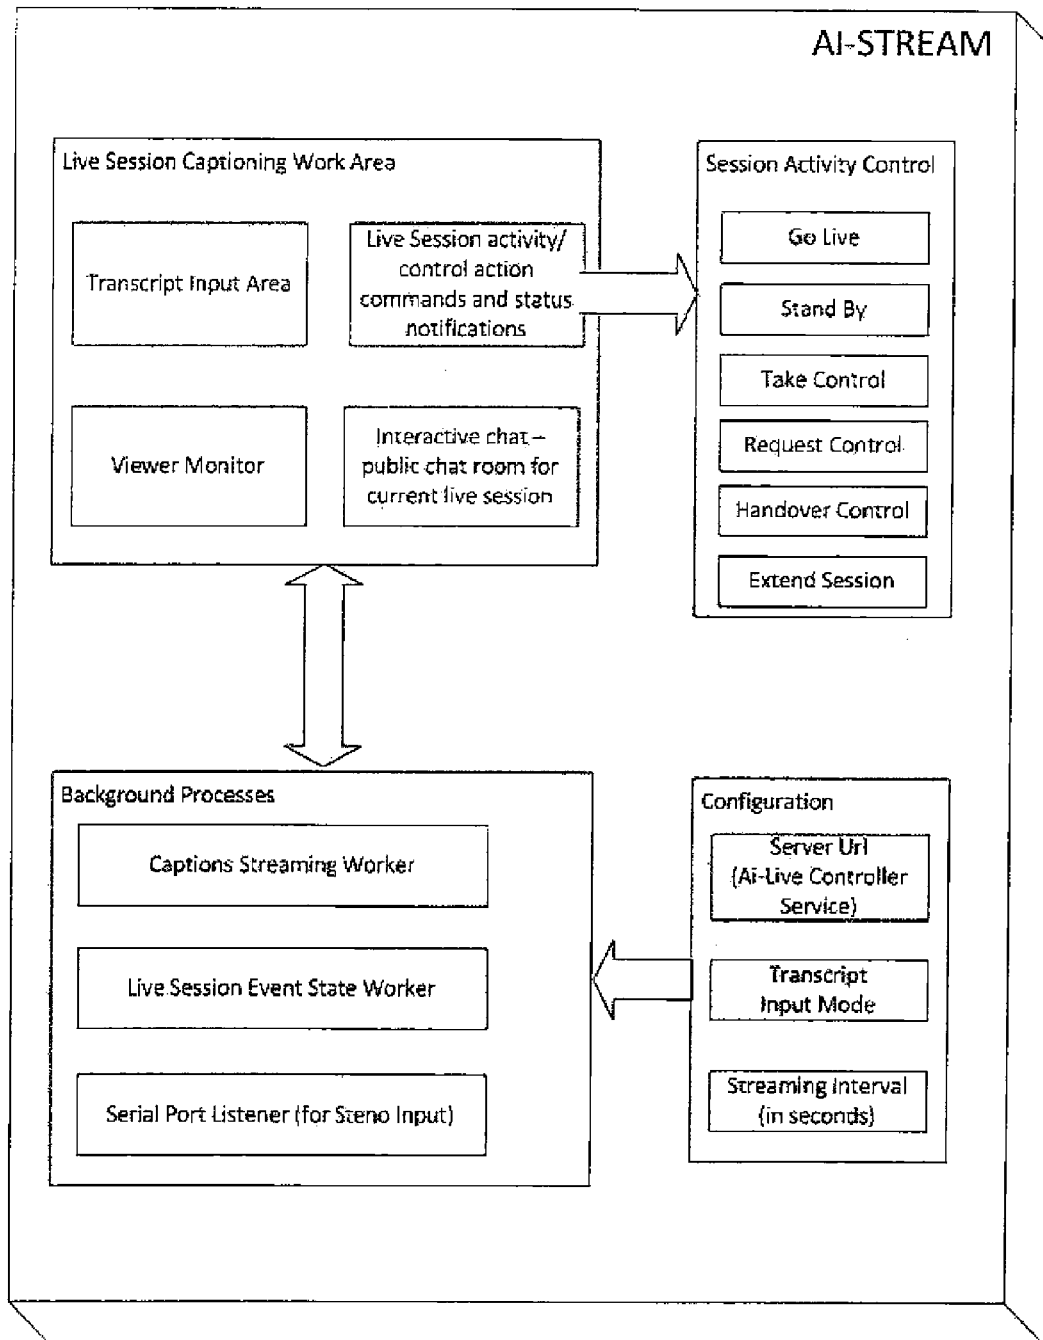 AI-STREAM
Live Session Captioning Work Area
Transcript Input Area
Live Session activity/
control action
commands and status
notifications
Viewer Monitor
Interactive chat –
public chat room for
current live session
Session Activity Control
Go Live
Stand By
Take Control
Request Control
Handover Control
Extend Session
Background Processes
Captions Streaming Worker
Live Session Event State Worker
Serial Port Listener (for Steno Input)
Configuration
Server Url
(Ai-Live Controller
Service)
Transcript
Input Mode
Streaming Interval
(in seconds)